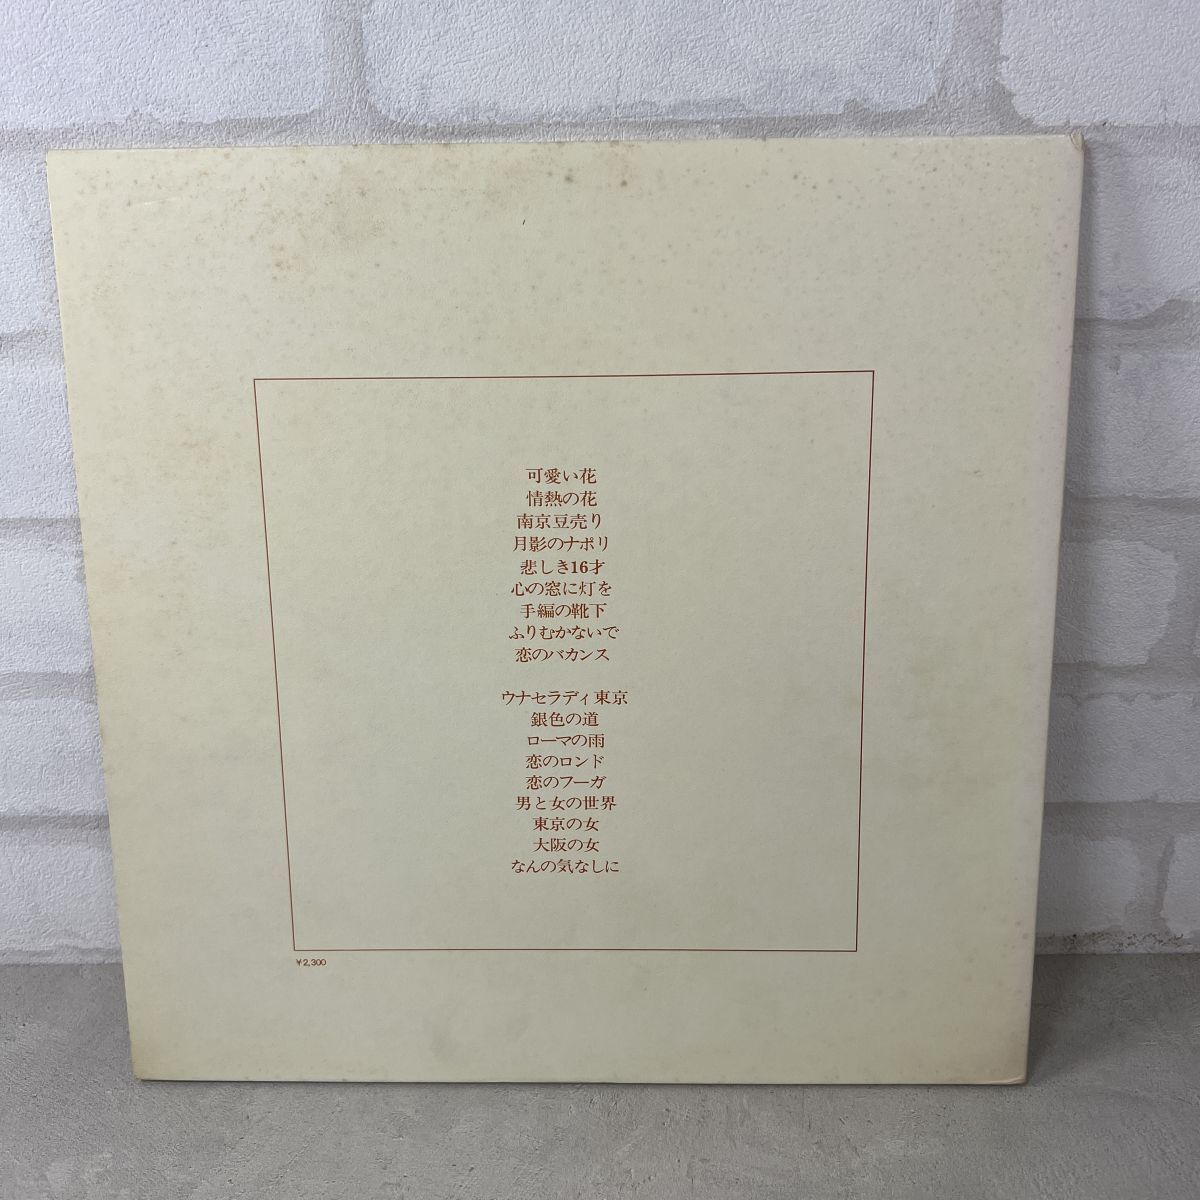 可愛い花
情熱の花
南京豆売り
月影のナポリ
悲しき16才
心の窓に灯を
手編の靴下
ふりむかないで
恋のバカンス
ウナセラディ東京
銀色の道
ローマの雨
恋のロンド
恋のフーガ
男と女の世界
東京の女
大阪の女
なんの気なしに
¥2,300